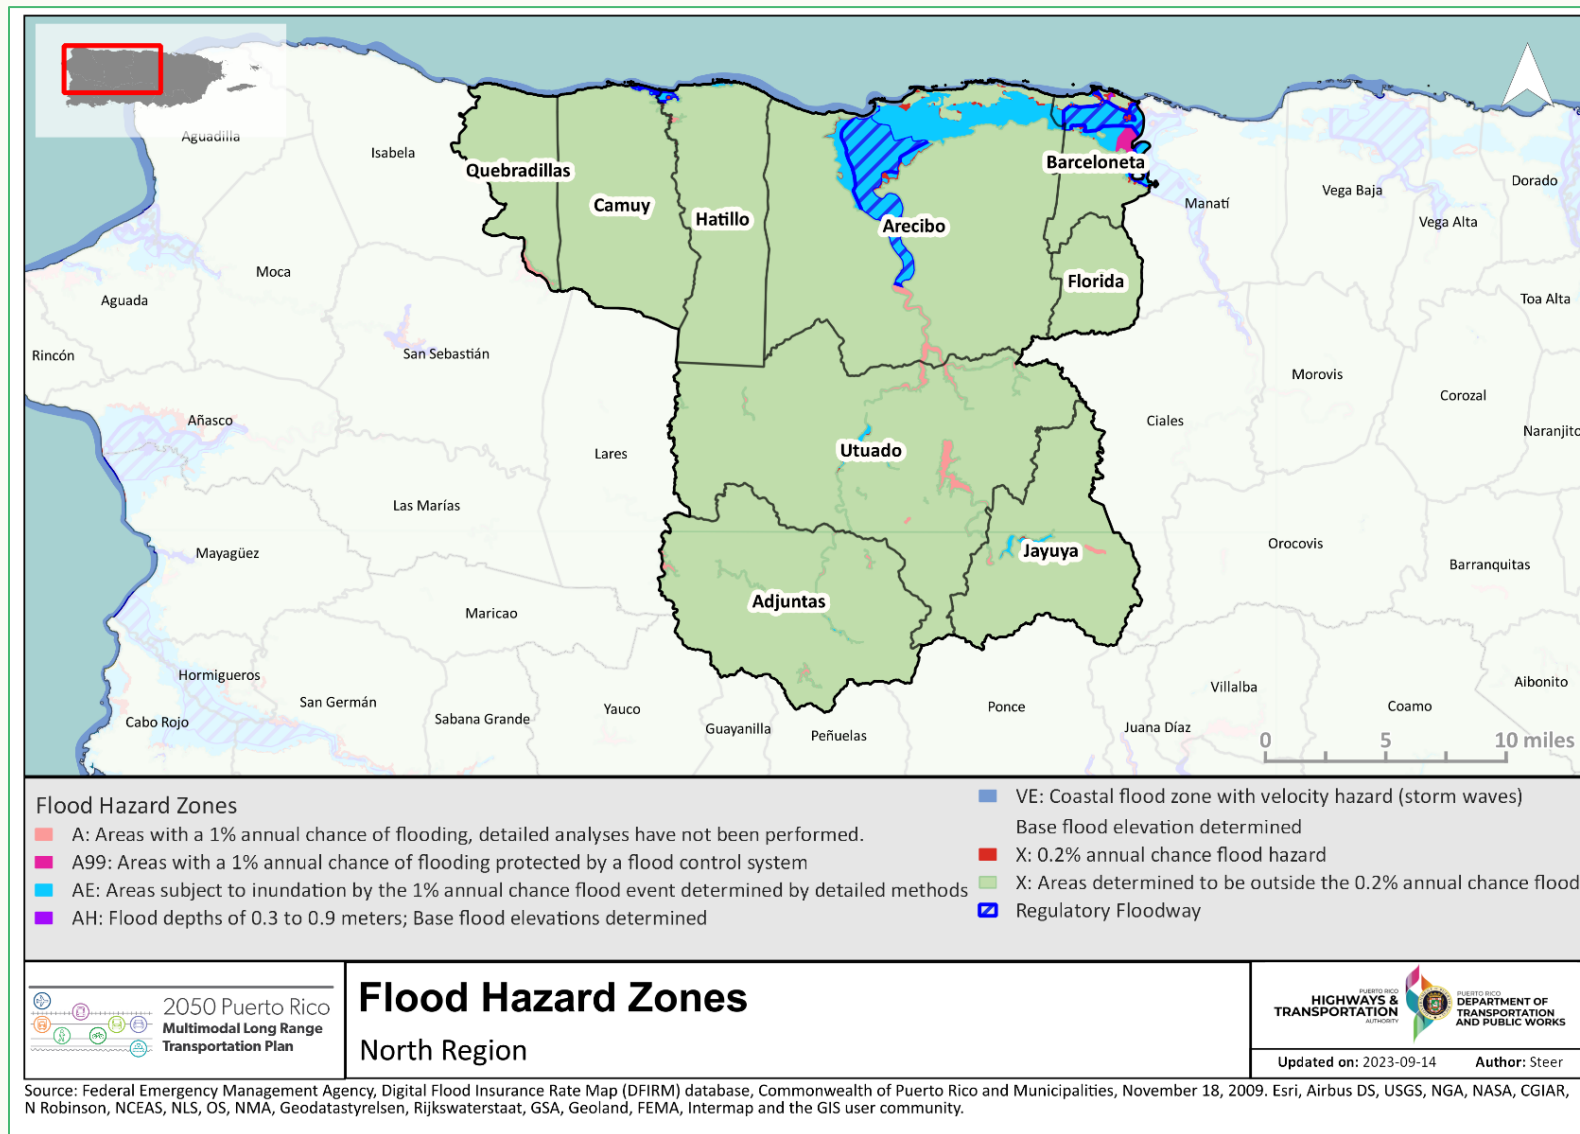 Aguadilla
Isabela
Quebradillas
Camuy
Hatillo
Arecibo
Barceloneta
Florida
Manatí
Vega Baja
Vega Alta
Dorado
Toa Alta
Moca
Aguada
Rincón
San Sebastián
Morovis
Corozal
Naranjito
Ciales
Añasco
Lares
Utuado
Las Marías
Mayagüez
Jayuya
Orocovis
Barranquitas
Adjuntas
Maricao
Hormigueros
San Germán
Cabo Rojo
Sabana Grande
Yauco
Guayanilla
Peñuelas
Ponce
Juana Díaz
Villalba
Coamo
Aibonito
0 5 10 miles
Flood Hazard Zones
A: Areas with a 1% annual chance of flooding, detailed analyses have not been performed.
A99: Areas with a 1% annual chance of flooding protected by a flood control system
AE: Areas subject to inundation by the 1% annual chance flood event determined by detailed methods
AH: Flood depths of 0.3 to 0.9 meters; Base flood elevations determined
VE: Coastal flood zone with velocity hazard (storm waves)
Base flood elevation determined
X: 0.2% annual chance flood hazard
X: Areas determined to be outside the 0.2% annual chance flood
Regulatory Floodway
2050 Puerto Rico
Multimodal Long Range
Transportation Plan
Flood Hazard Zones
North Region
PUERTO RICO
HIGHWAYS &
TRANSPORTATION
AUTHORITY
PUERTO RICO
DEPARTMENT OF
TRANSPORTATION
AND PUBLIC WORKS
Updated on: 2023-09-14 Author: Steer
Source: Federal Emergency Management Agency, Digital Flood Insurance Rate Map (DFIRM) database, Commonwealth of Puerto Rico and Municipalities, November 18, 2009. Esri, Airbus DS, USGS, NGA, NASA, CGIAR,
N Robinson, NCEAS, NLS, OS, NMA, Geodatastyrelsen, Rijkswaterstaat, GSA, Geoland, FEMA, Intermap and the GIS user community.